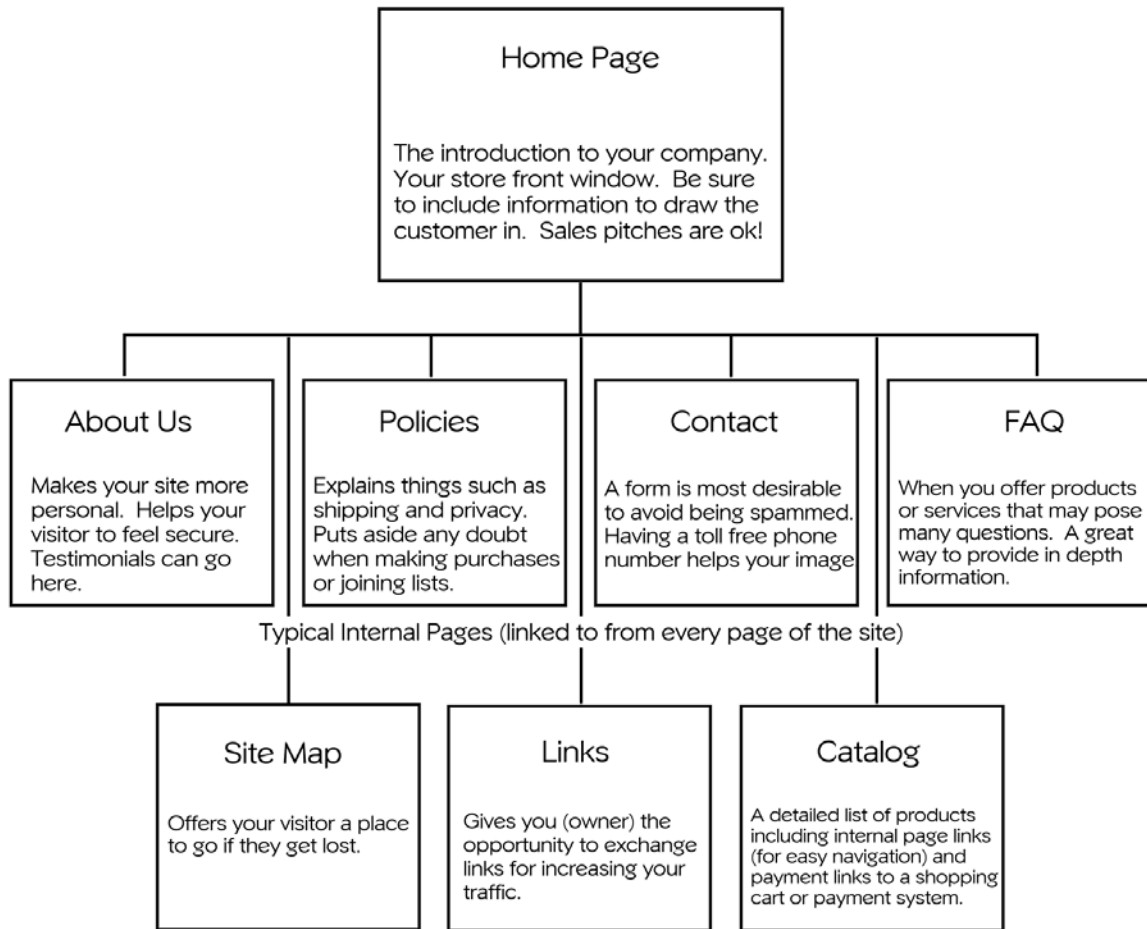 Home Page
The introduction to your company.
Your store front window.  Be sure
to include information to draw the
customer in.  Sales pitches are ok!
About Us
Makes your site more
personal.  Helps your
visitor to feel secure.
Testimonials can go
here.
Policies
Explains things such as
shipping and privacy.
Puts aside any doubt
when making purchases
or joining lists.
Contact
A form is most desirable
to avoid being spammed.
Having a toll free phone
number helps your image
FAQ
When you offer products
or services that may pose
many questions.  A great
way to provide in depth
information.
Typical Internal Pages (linked to from every page of the site)
Site Map
Offers your visitor a place
to go if they get lost.
Links
Gives you (owner) the
opportunity to exchange
links for increasing your
traffic.
Catalog
A detailed list of products
including internal page links
(for easy navigation) and
payment links to a shopping
cart or payment system.